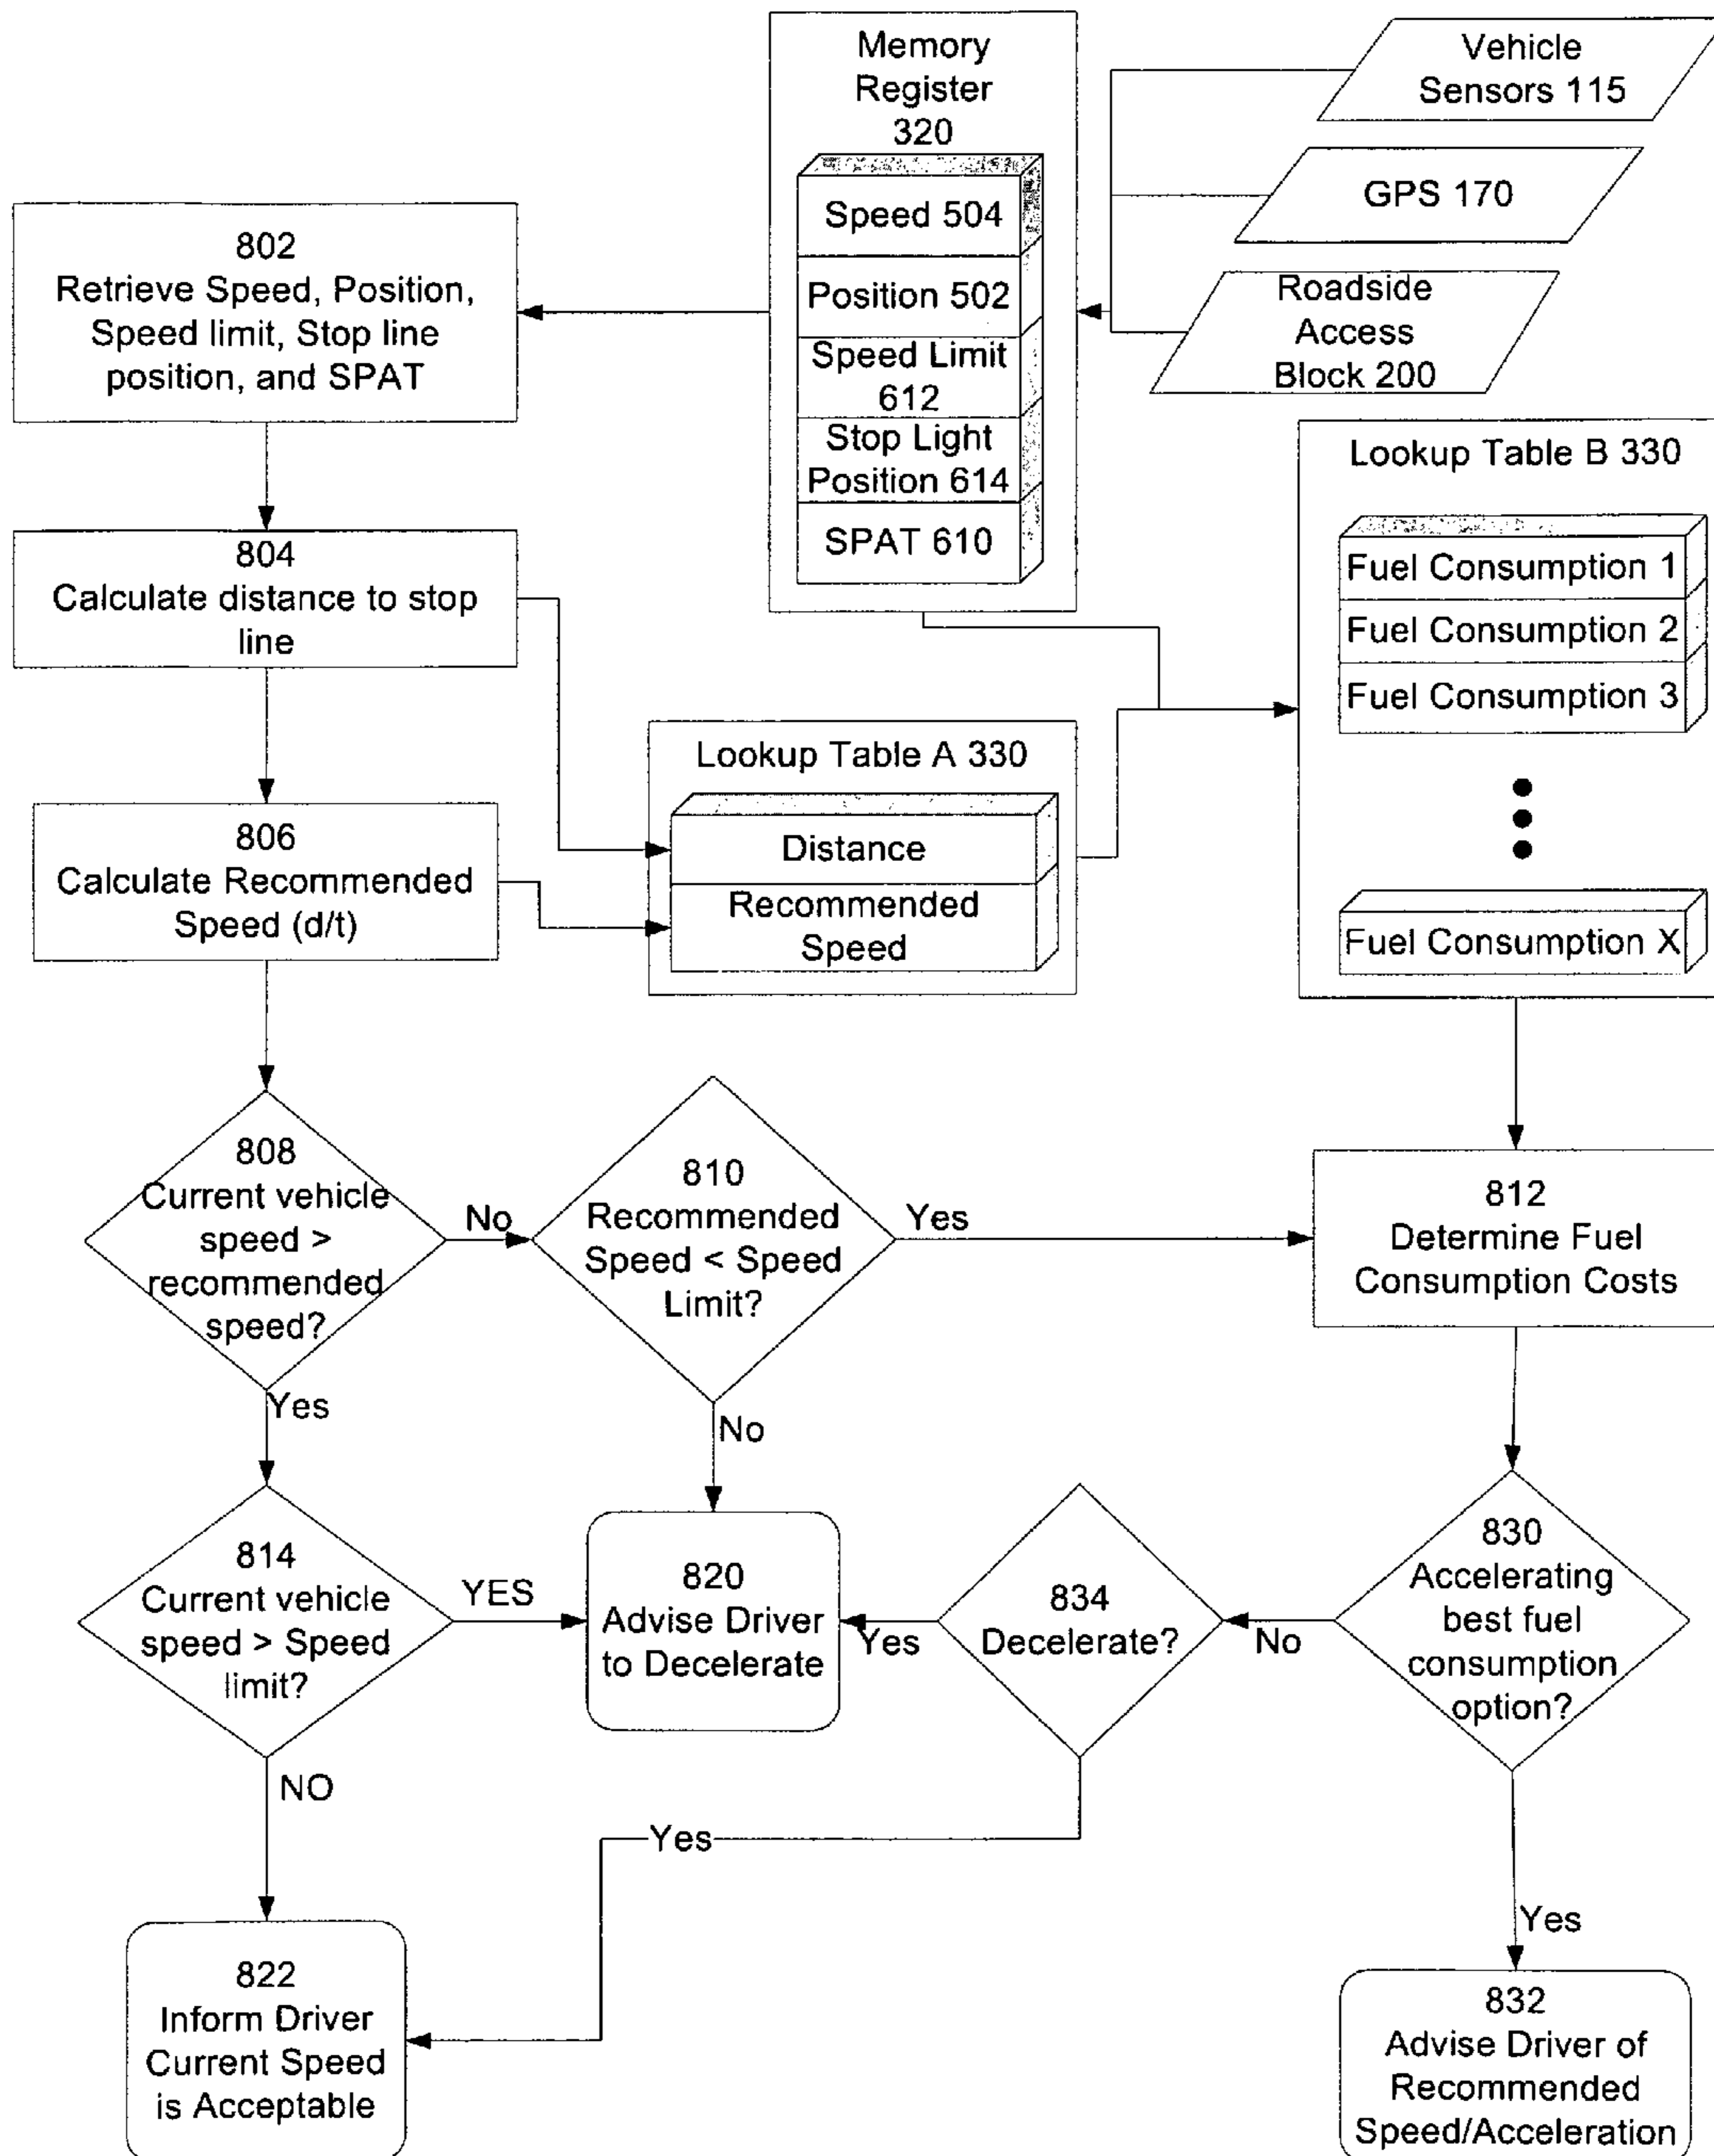 Memory
Register
320
Speed 504
Position 502
Speed Limit
612
Stop Light
Position 614
SPAT 610
Vehicle
Sensors 115
GPS 170
Roadside
Access
Block 200
802
Retrieve Speed, Position,
Speed limit, Stop line
position, and SPAT
804
Calculate distance to stop
line
806
Calculate Recommended
Speed (d/t)
Lookup Table A 330
Distance
Recommended
Speed
Lookup Table B 330
Fuel Consumption 1
Fuel Consumption 2
Fuel Consumption 3
Fuel Consumption X
808
Current vehicle
speed >
recommended
speed?
No
Yes
810
Recommended
Speed < Speed
Limit?
Yes
No
812
Determine Fuel
Consumption Costs
814
Current vehicle
speed > Speed
limit?
YES
NO
820
Advise Driver
to Decelerate
834
Decelerate?
Yes
Yes
830
Accelerating
best fuel
consumption
option?
No
Yes
822
Inform Driver
Current Speed
is Acceptable
832
Advise Driver of
Recommended
Speed/Acceleration